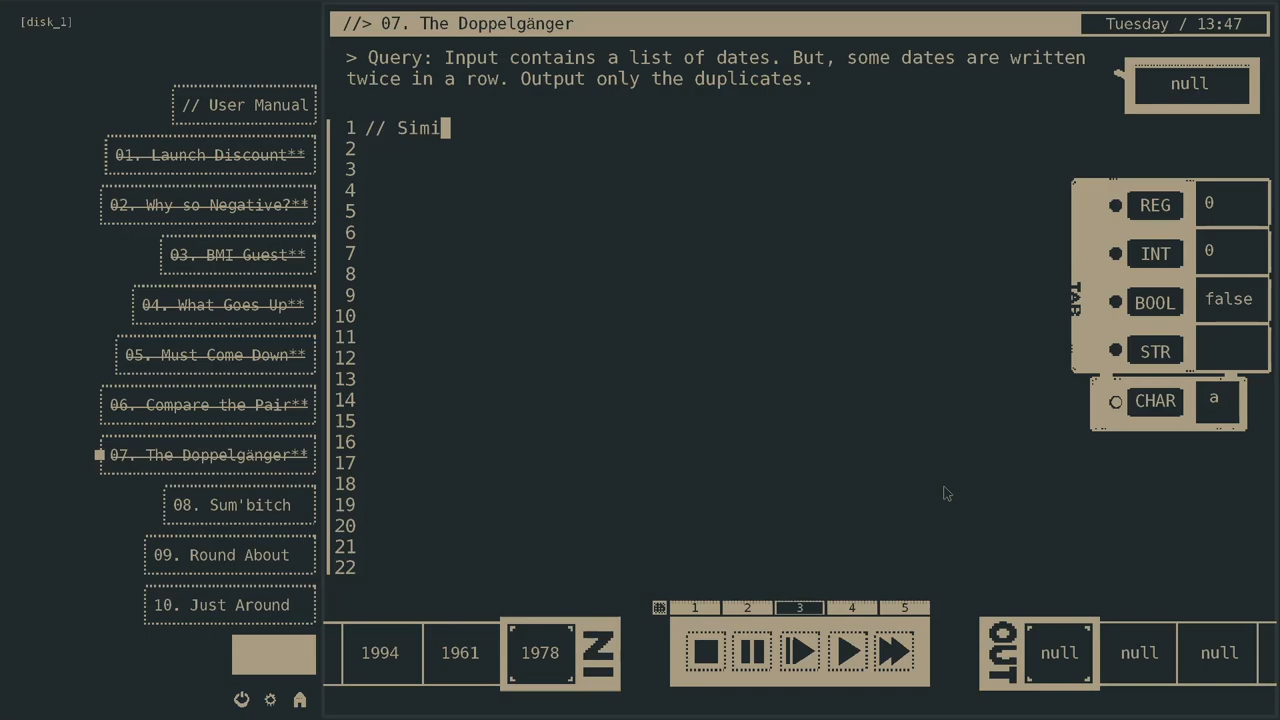 [disk_1]
//> 07. The Doppelgänger
Tuesday / 13:47
> Query: Input contains a list of dates. But, some dates are written
twice in a row. Output only the duplicates.
null
// User Manual
01. Launch Discount**
02. Why so Negative?**
03. BMI Guest**
04. What Goes Up**
05. Must Come Down**
06. Compare the Pair**
07. The Doppelgänger**
08. Sum'bitch
09. Round About
10. Just Around
1 // Simi
2
3
4
5
6
7
8
9
10
11
12
13
14
15
16
17
18
19
20
21
22
TAB
REG 0
INT 0
BOOL false
STR
CHAR a
1 2 3 4 5
1994 1961 1978 IN
OUT null null null